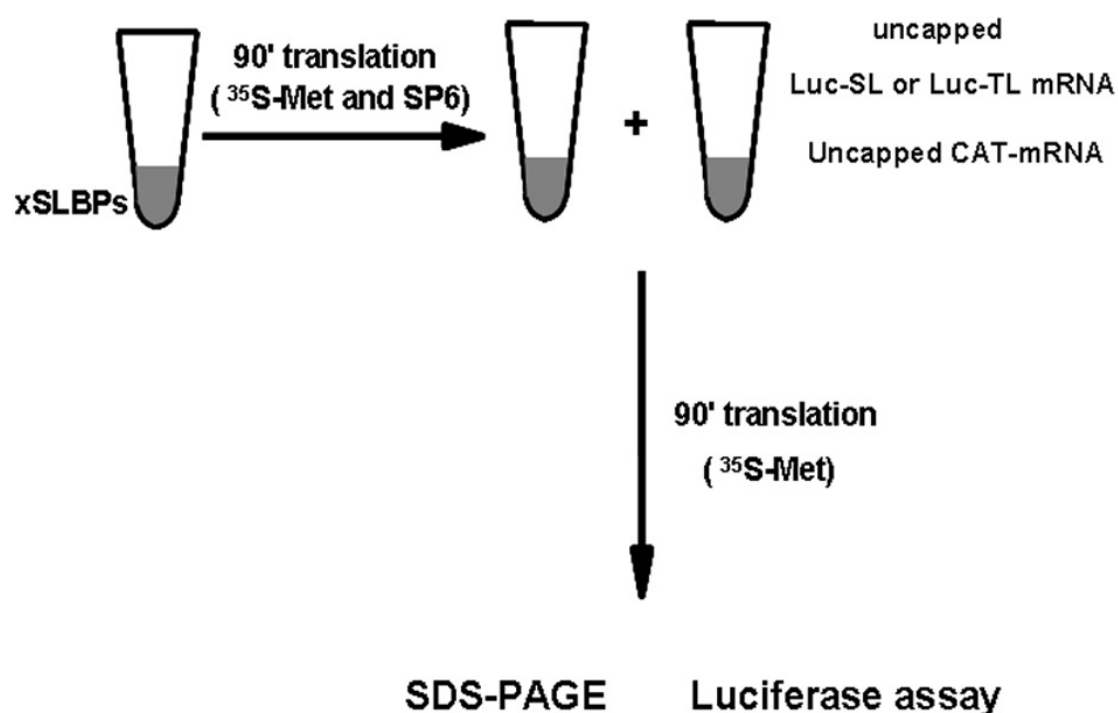 90' translation
( ³⁵S-Met and SP6)
xSLBPs
+
uncapped
Luc-SL or Luc-TL mRNA
Uncapped CAT-mRNA
90' translation
( ³⁵S-Met)
SDS-PAGE Luciferase assay